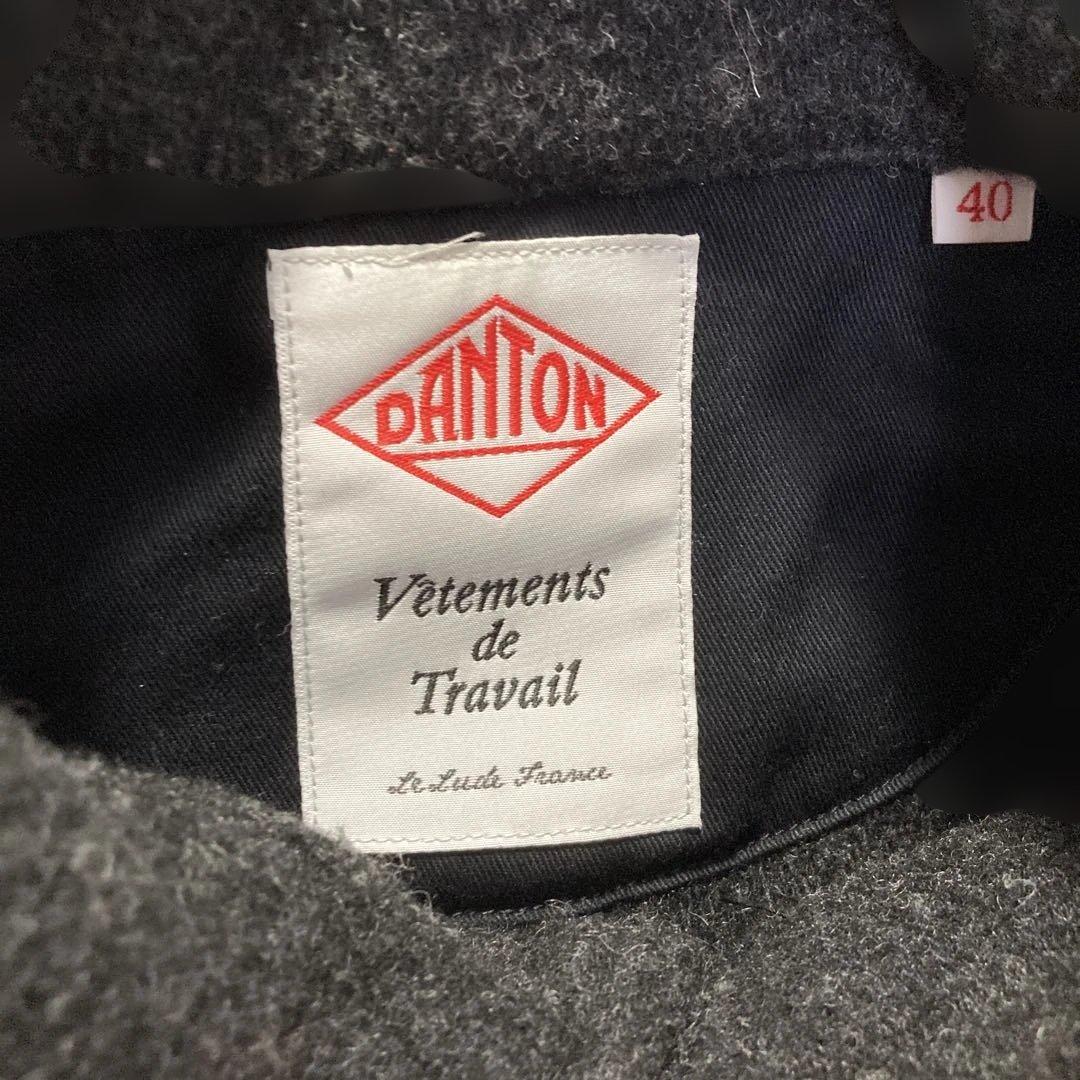 40
DANTON
Vêtements
de
Travail
Le Lude France